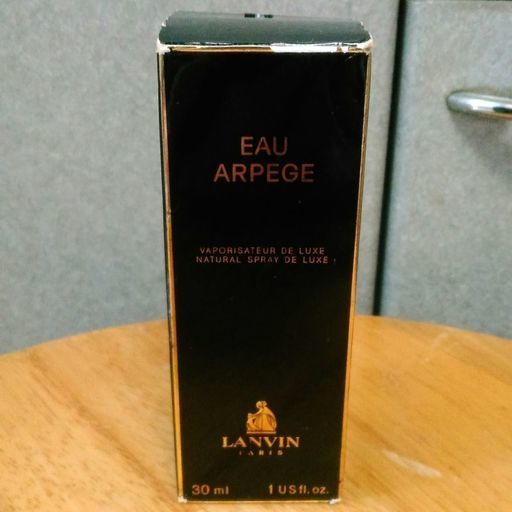 EAU
ARPEGE
VAPORISATEUR DE LUXE
NATURAL SPRAY DE LUXE
LANVIN
PARIS
30 ml 1 US fl. oz.